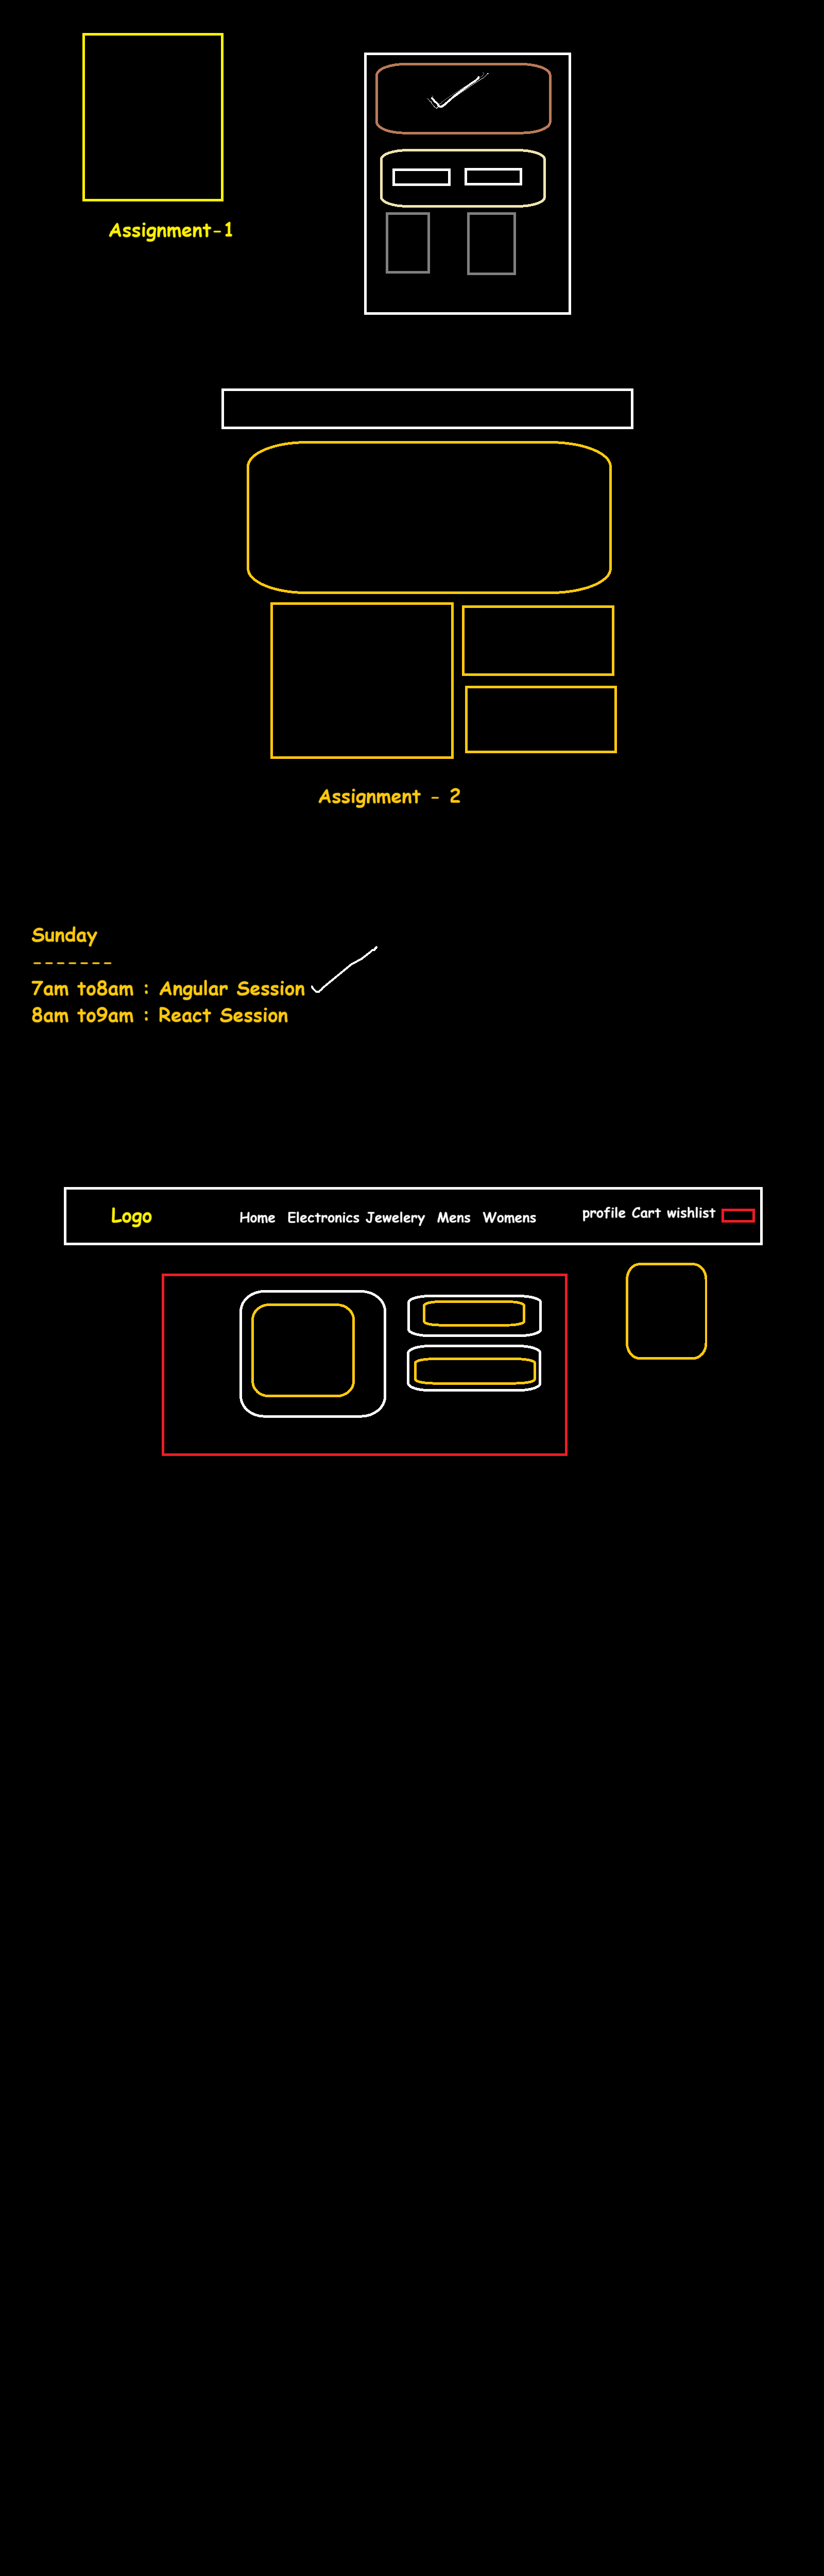 Assignment-1
Assignment - 2
Sunday
-------
7am to8am : Angular Session
8am to9am : React Session
Logo Home Electronics Jewelery Mens Womens profile Cart wishlist